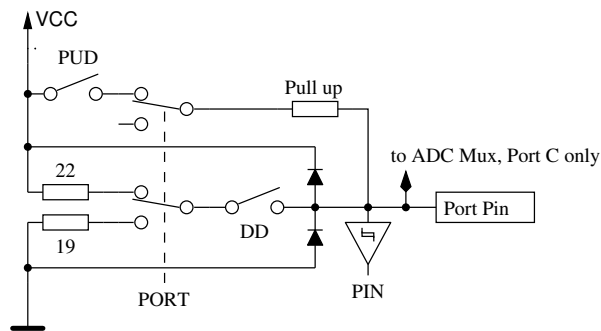 VCC
PUD
Pull up
to ADC Mux, Port C only
22
Port Pin
19
DD
PORT
PIN